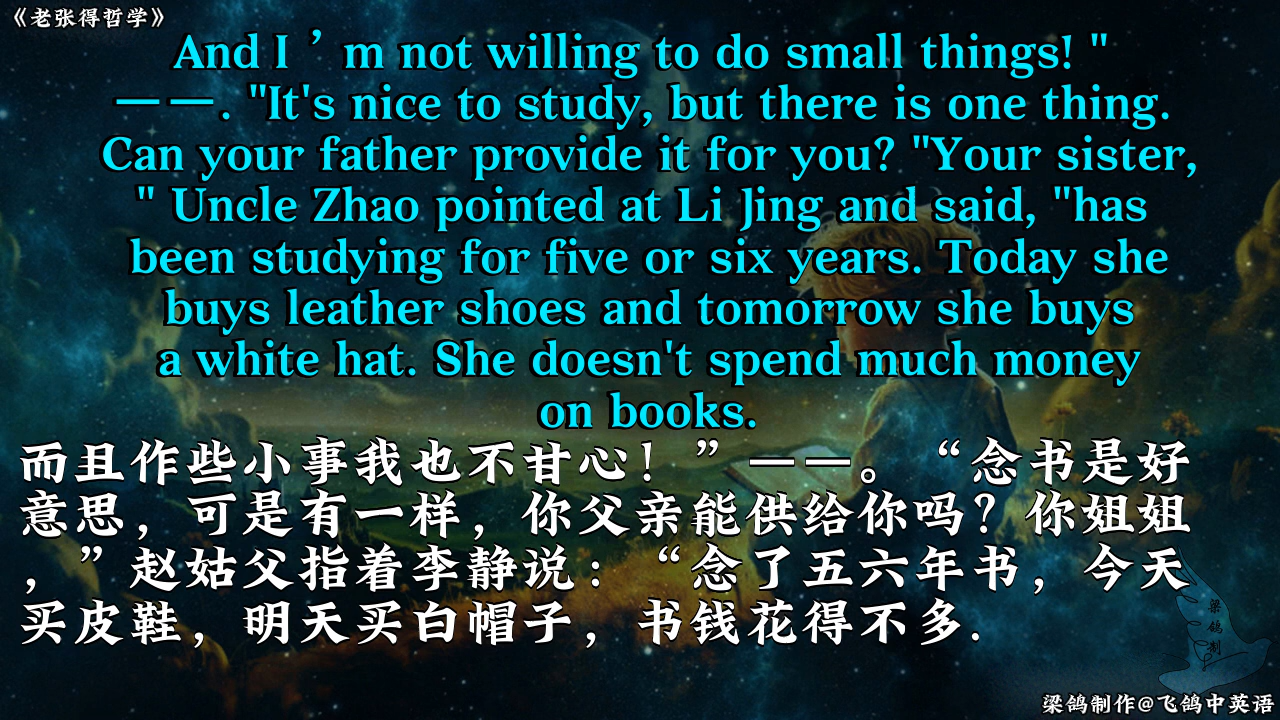 《老张得哲学》
And I ’ m not willing to do small things! "
一一. "It's nice to study, but there is one thing.
Can your father provide it for you? "Your sister,
" Uncle Zhao pointed at Li Jing and said, "has
been studying for five or six years. Today she
buys leather shoes and tomorrow she buys
a white hat. She doesn't spend much money
on books.
而且作些小事我也不甘心！”一一。“念书是好
意思，可是有一样，你父亲能供给你吗？你姐姐
，”赵姑父指着李静说：“念了五六年书，今天
买皮鞋，明天买白帽子，书钱花得不多.
梁
鸽
制
梁鸽制作@飞鸽中英语